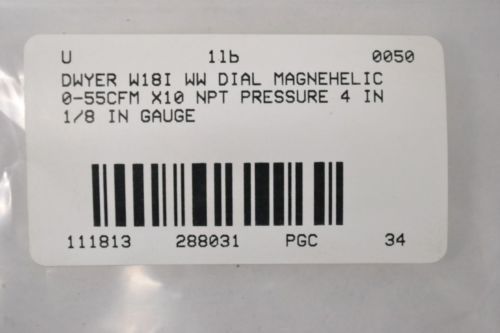 U 1lb 0050
DWYER W18I WW DIAL MAGNEHELIC
0-55CFM X10 NPT PRESSURE 4 IN
1/8 IN GAUGE
111813 288031 PGC 34